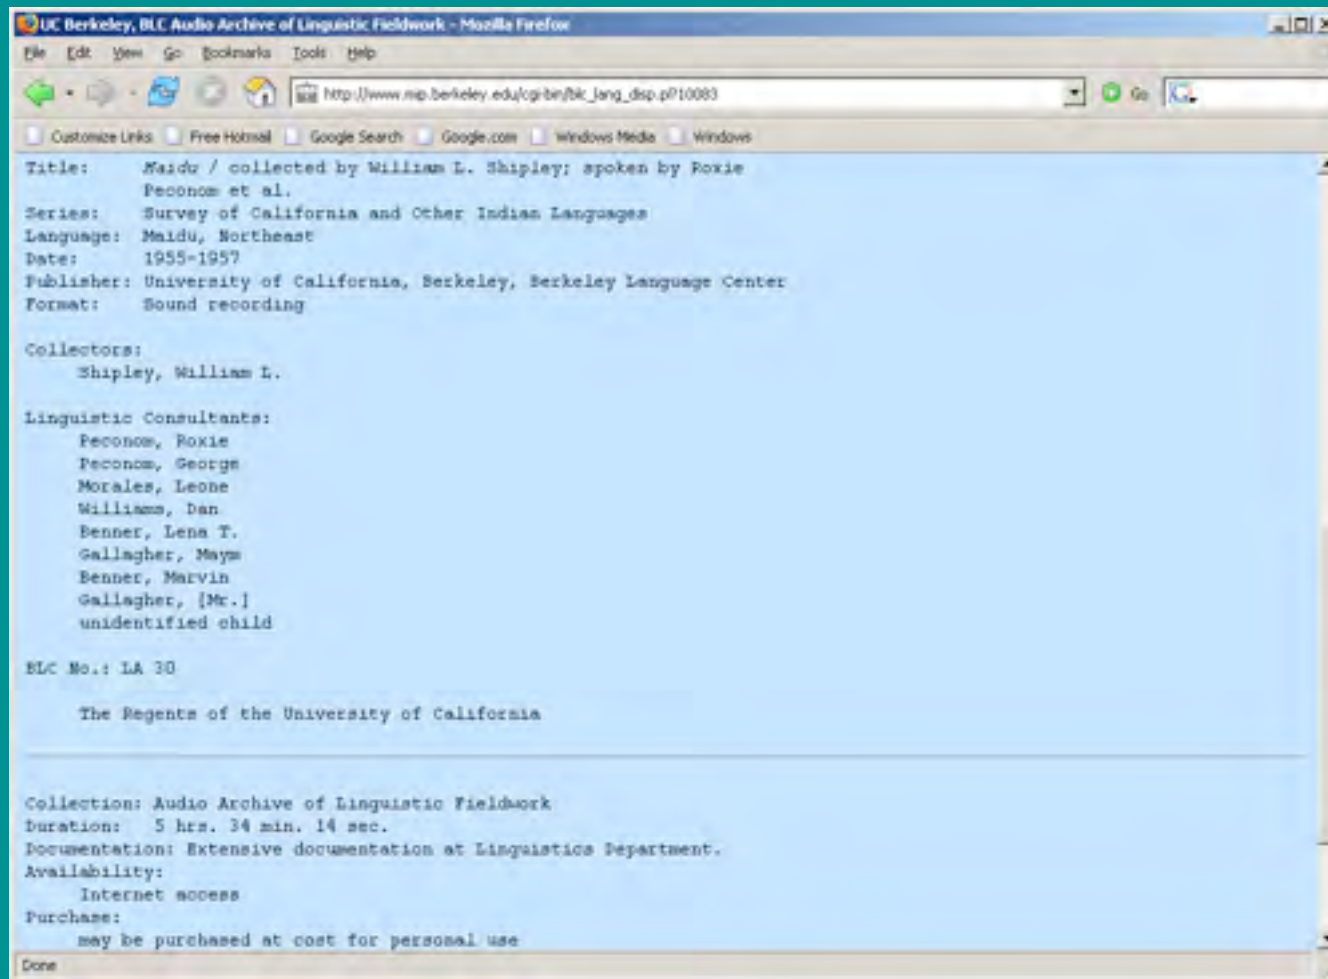 UC Berkeley, BLC Audio Archive of Linguistic Fieldwork - Mozilla Firefox
File Edit View Go Bookmarks Tools Help
http://www.mip.berkeley.edu/cgi-bin/blc_lang_disp.pl?10083 Go
Customize Links Free Hotmail Google Search Google.com Windows Media Windows
Title: Maidu / collected by William L. Shipley; spoken by Roxie
Peconom et al.
Series: Survey of California and Other Indian Languages
Language: Maidu, Northeast
Date: 1955-1957
Publisher: University of California, Berkeley, Berkeley Language Center
Format: Sound recording
Collectors:
Shipley, William L.
Linguistic Consultants:
Peconom, Roxie
Peconom, George
Morales, Leone
Williams, Dan
Benner, Lena T.
Gallagher, Maym
Benner, Marvin
Gallagher, [Mr.]
unidentified child
BLC No.: LA 30
The Regents of the University of California
Collection: Audio Archive of Linguistic Fieldwork
Duration: 5 hrs. 34 min. 14 sec.
Documentation: Extensive documentation at Linguistics Department.
Availability:
Internet access
Purchase:
may be purchased at cost for personal use
Done